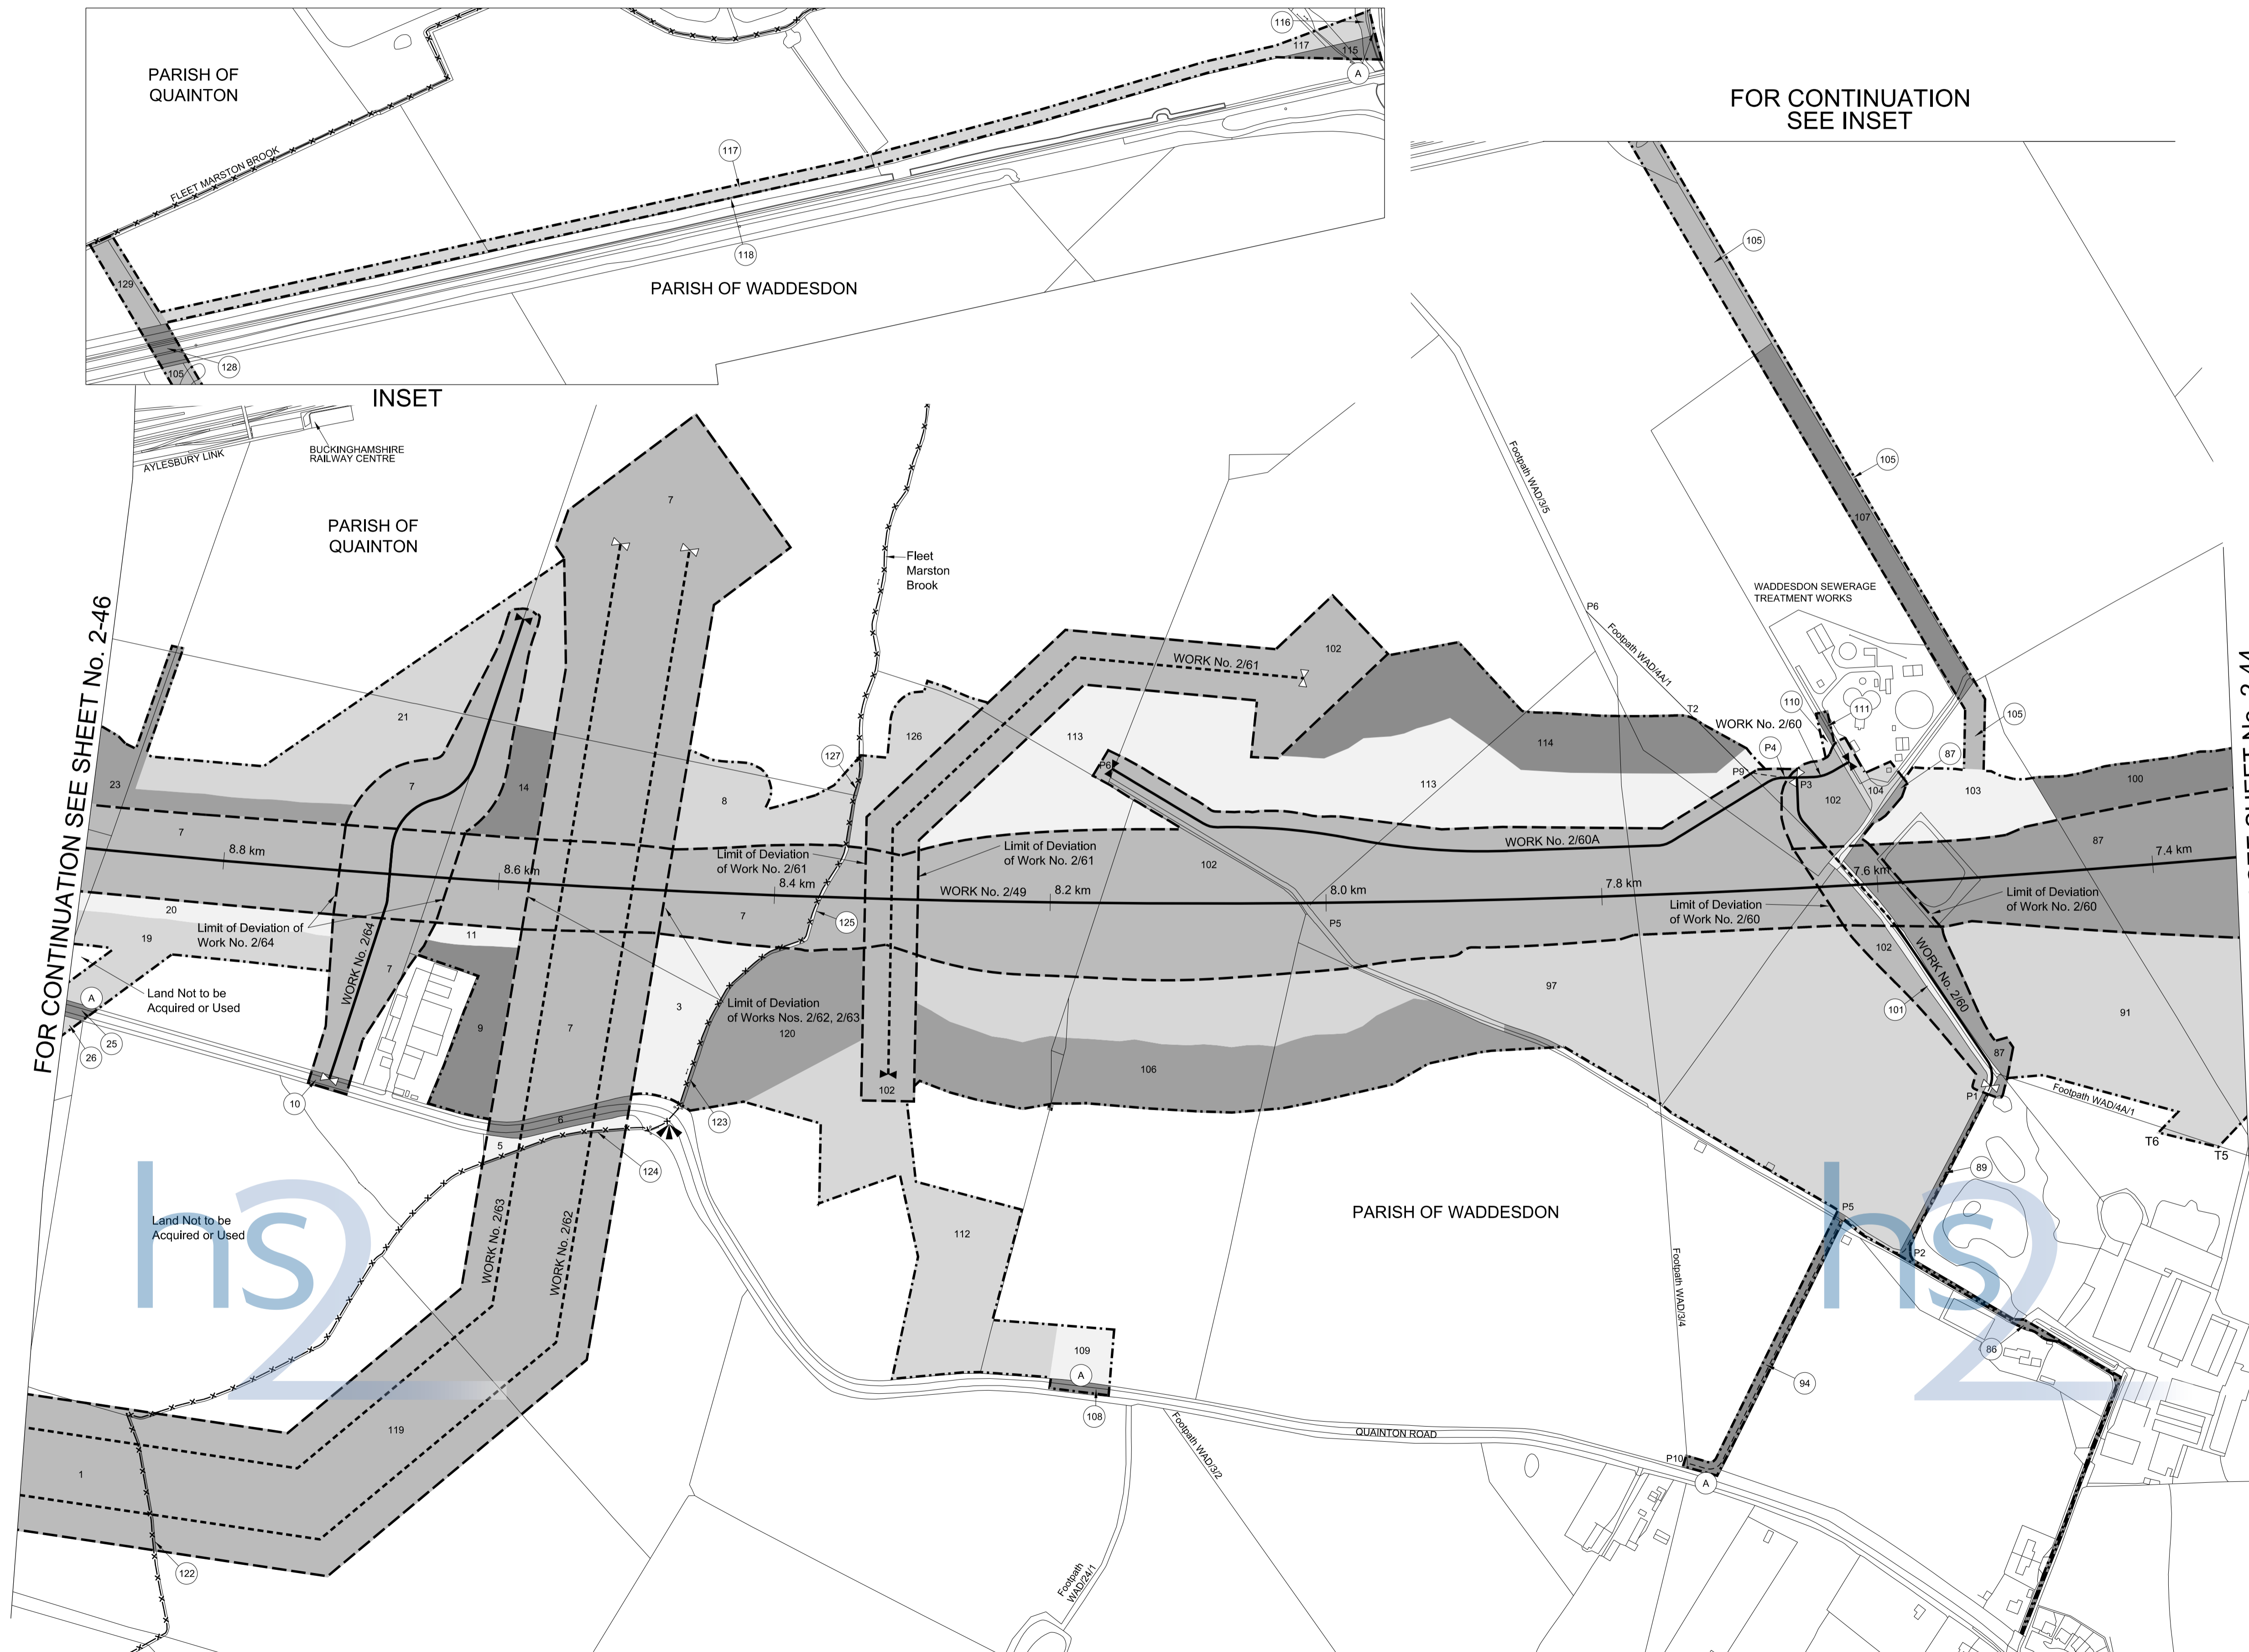 PARISH OF
QUAINTON
FLEET MARSTON BROOK
116
117
115
A
117
118
PARISH OF WADDESDON
129
128
105
INSET
FOR CONTINUATION
SEE INSET
105
105
107
BUCKINGHAMSHIRE
RAILWAY CENTRE
AYLESBURY LINK
PARISH OF
QUAINTON
7
Fleet
Marston
Brook
Footpath WAD/3/5
P6
Footpath WAD/4A/1
WADDESDON SEWERAGE
TREATMENT WORKS
FOR CONTINUATION SEE SHEET No. 2-46
WORK No. 2/61
102
21
126
113
114
T2
110
111
WORK No. 2/60
P4
105
87
127
P6
P9
P3
23
7
14
8
113
102
104
103
100
7
8.8 km
8.6 km
Limit of Deviation
of Work No. 2/61
8.4 km
Limit of Deviation
of Work No. 2/61
WORK No. 2/49
8.2 km
102
WORK No. 2/60A
8.0 km
7.8 km
7.6 km
87
7.4 km
Limit of Deviation
of Work No. 2/60
Limit of Deviation
of Work No. 2/60
20
19
Limit of Deviation of
Work No. 2/64
11
7
125
P5
102
WORK No. 2/60
WORK No. 2/64
7
Land Not to be
Acquired or Used
A
25
26
9
7
3
Limit of Deviation
of Works Nos. 2/62, 2/63
120
97
101
91
10
106
102
87
P1
Footpath WAD/4A/1
T6
T5
6
5
123
124
89
hs2
Land Not to be
Acquired or Used
WORK No. 2/63
WORK No. 2/62
112
PARISH OF WADDESDON
P5
P2
hs2
Footpath WAD/3/4
109
A
108
86
94
119
1
QUAINTON ROAD
Footpath WAD/3/2
P10
A
122
Footpath
WAD/24/1